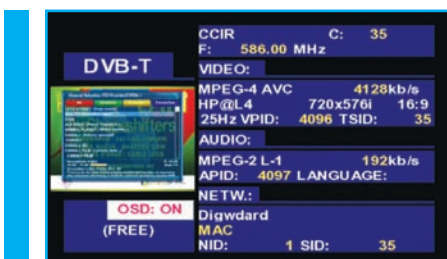 DVB-T
CCIR C: 35
F: 586.00 MHz
VIDEO:
MPEG-4 AVC 4128kb/s
HP@L4 720x576i 16:9
25Hz VPID: 4096 TSID: 35
AUDIO:
MPEG-2 L-1 192kb/s
APID: 4097 LANGUAGE:
NETW.:
Digwdard
MAC
NID: 1 SID: 35
OSD: ON
(FREE)